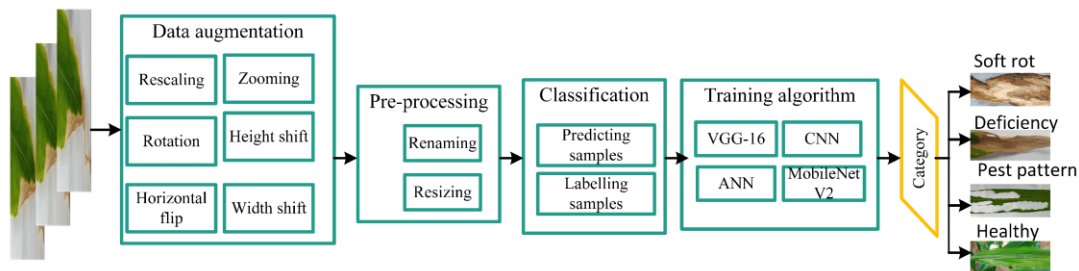 Data augmentation
Rescaling
Zooming
Rotation
Height shift
Horizontal
flip
Width shift
Pre-processing
Renaming
Resizing
Classification
Predicting
samples
Labelling
samples
Training algorithm
VGG-16
CNN
ANN
MobileNet
V2
Category
Soft rot
Deficiency
Pest pattern
Healthy